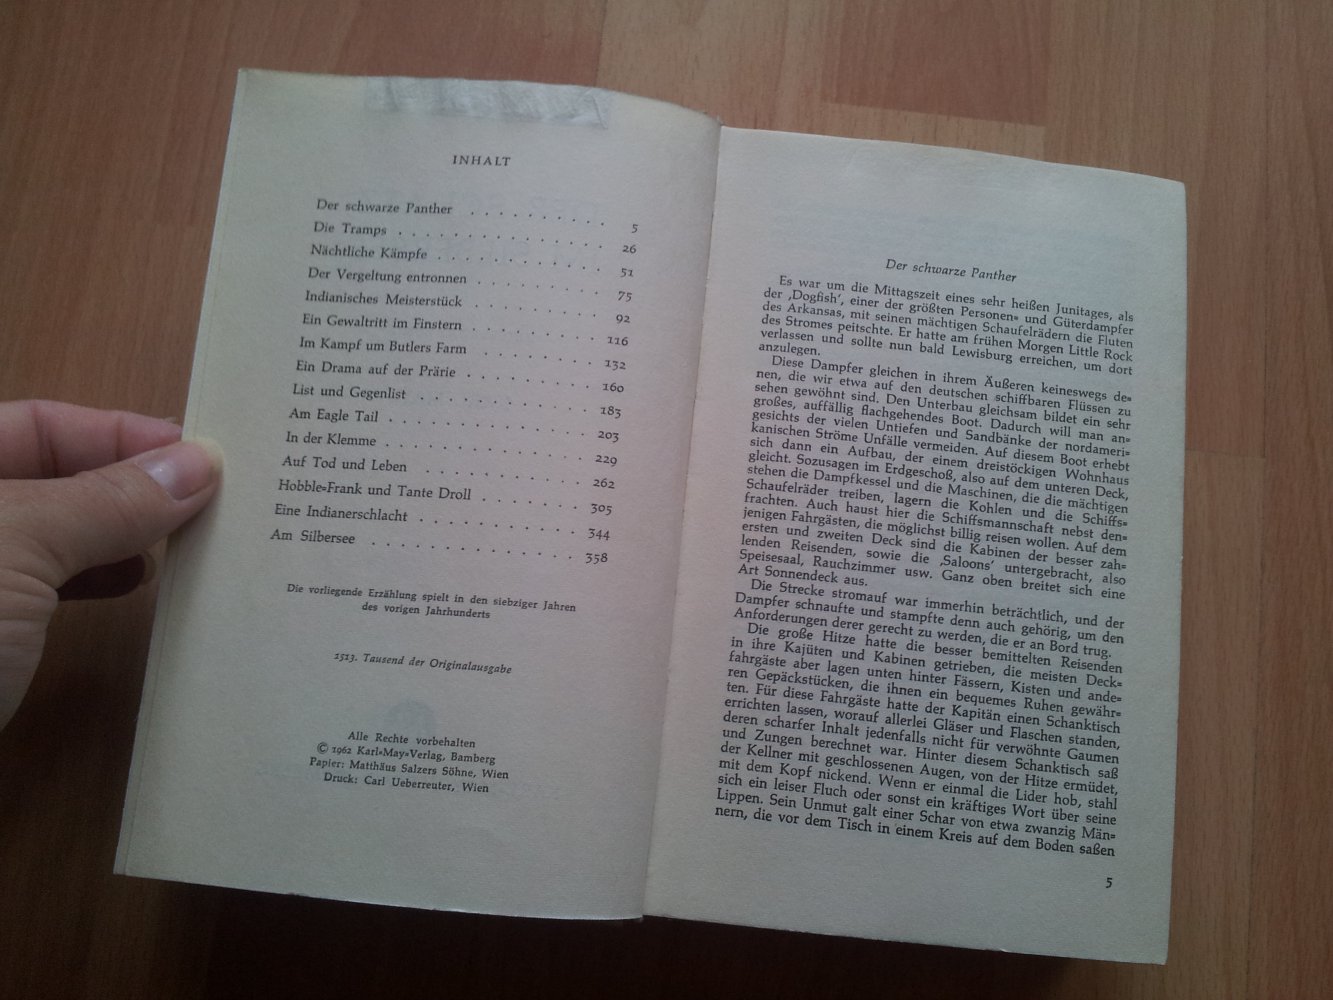 INHALT
Der schwarze Panther . . . . . . . . . . 5
Die Tramps . . . . . . . . . . . . . . . 26
Nächtliche Kämpfe . . . . . . . . . . . . 51
Der Vergeltung entronnen . . . . . . . . . 75
Indianisches Meisterstück . . . . . . . . . 92
Ein Gewaltritt im Finstern . . . . . . . . . 116
Im Kampf um Butlers Farm . . . . . . . . . 132
Ein Drama auf der Prärie . . . . . . . . . 160
List und Gegenlist . . . . . . . . . . . . 183
Am Eagle Tail . . . . . . . . . . . . . . 203
In der Klemme . . . . . . . . . . . . . . 229
Auf Tod und Leben . . . . . . . . . . . . 262
Hobble=Frank und Tante Droll . . . . . . . . 305
Eine Indianerschlacht . . . . . . . . . . . 344
Am Silbersee . . . . . . . . . . . . . . 358
Die vorliegende Erzählung spielt in den siebziger Jahren
des vorigen Jahrhunderts
1513. Tausend der Originalausgabe
Alle Rechte vorbehalten
© 1962 Karl=May=Verlag, Bamberg
Papier: Matthäus Salzers Söhne, Wien
Druck: Carl Ueberreuter, Wien
Der schwarze Panther
Es war um die Mittagszeit eines sehr heißen Junitages, als
der ‚Dogfish‘, einer der größten Personen= und Güterdampfer
des Arkansas, mit seinen mächtigen Schaufelrädern die Fluten
des Stromes peitschte. Er hatte am frühen Morgen Little Rock
verlassen und sollte nun bald Lewisburg erreichen, um dort
anzulegen.
Diese Dampfer gleichen in ihrem Äußeren keineswegs de=
nen, die wir etwa auf den deutschen schiffbaren Flüssen zu
sehen gewöhnt sind. Den Unterbau gleichsam bildet ein sehr
großes, auffällig flachgehendes Boot. Dadurch will man an=
gesichts der vielen Untiefen und Sandbänke der nordameri=
kanischen Ströme Unfälle vermeiden. Auf diesem Boot erhebt
sich dann ein Aufbau, der einem dreistöckigen Wohnhaus
gleicht. Sozusagen im Erdgeschoß, also auf dem unteren Deck,
stehen die Dampfkessel und die Maschinen, die die mächtigen
Schaufelräder treiben, lagern die Kohlen und die Schiffs=
frachten. Auch haust hier die Schiffsmannschaft nebst den=
jenigen Fahrgästen, die möglichst billig reisen wollen. Auf dem
ersten und zweiten Deck sind die Kabinen der besser zah=
lenden Reisenden, sowie die ‚Saloons‘ untergebracht, also
Speisesaal, Rauchzimmer usw. Ganz oben breitet sich eine
Art Sonnendeck aus.
Die Strecke stromauf war immerhin beträchtlich, und der
Dampfer schnaufte und stampfte denn auch gehörig, um den
Anforderungen derer gerecht zu werden, die er an Bord trug.
Die große Hitze hatte die besser bemittelten Reisenden
in ihre Kajüten und Kabinen getrieben, die meisten Deck=
fahrgäste aber lagen unten hinter Fässern, Kisten und ande=
ren Gepäckstücken, die ihnen ein bequemes Ruhen gewähr=
ten. Für diese Fahrgäste hatte der Kapitän einen Schanktisch
errichten lassen, worauf allerlei Gläser und Flaschen standen,
deren scharfer Inhalt jedenfalls nicht für verwöhnte Gaumen
und Zungen berechnet war. Hinter diesem Schanktisch saß
der Kellner mit geschlossenen Augen, von der Hitze ermüdet,
mit dem Kopf nickend. Wenn er einmal die Lider hob, stahl
sich ein leiser Fluch oder sonst ein kräftiges Wort über seine
Lippen. Sein Unmut galt einer Schar von etwa zwanzig Män=
nern, die vor dem Tisch in einem Kreis auf dem Boden saßen
5